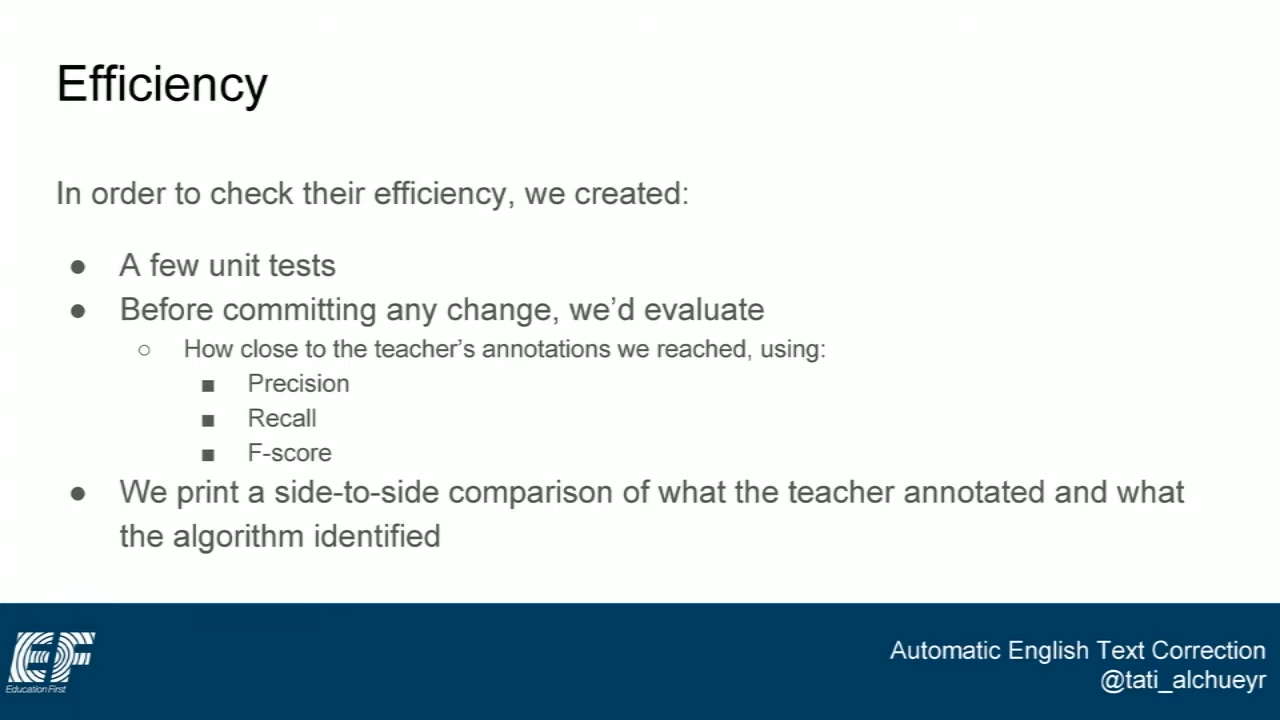 Efficiency
In order to check their efficiency, we created:
● A few unit tests
● Before committing any change, we’d evaluate
○ How close to the teacher’s annotations we reached, using:
■ Precision
■ Recall
■ F-score
● We print a side-to-side comparison of what the teacher annotated and what
the algorithm identified
EF
Education First
Automatic English Text Correction
@tati_alchueyr